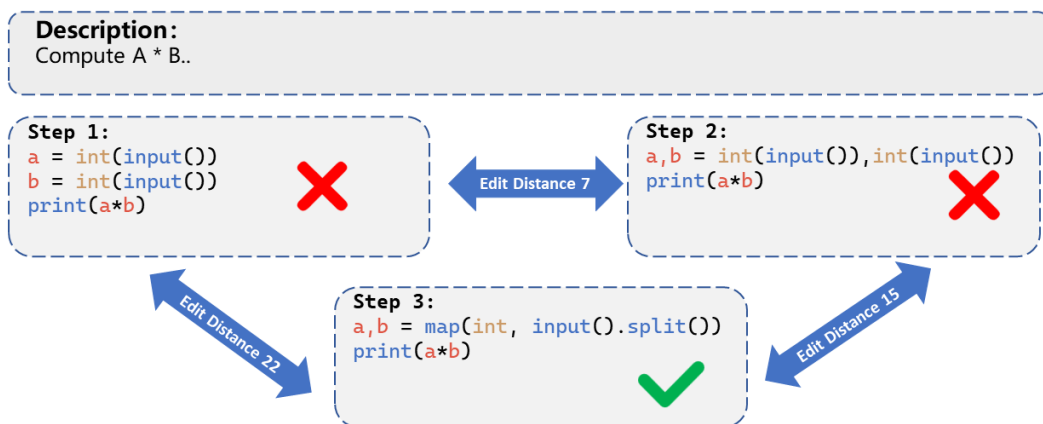 Description:
Compute A * B..
Step 1:
a = int(input())
b = int(input())
print(a*b)
Edit Distance 7
Step 2:
a,b = int(input()),int(input())
print(a*b)
Edit Distance 22
Step 3:
a,b = map(int, input().split())
print(a*b)
Edit Distance 15